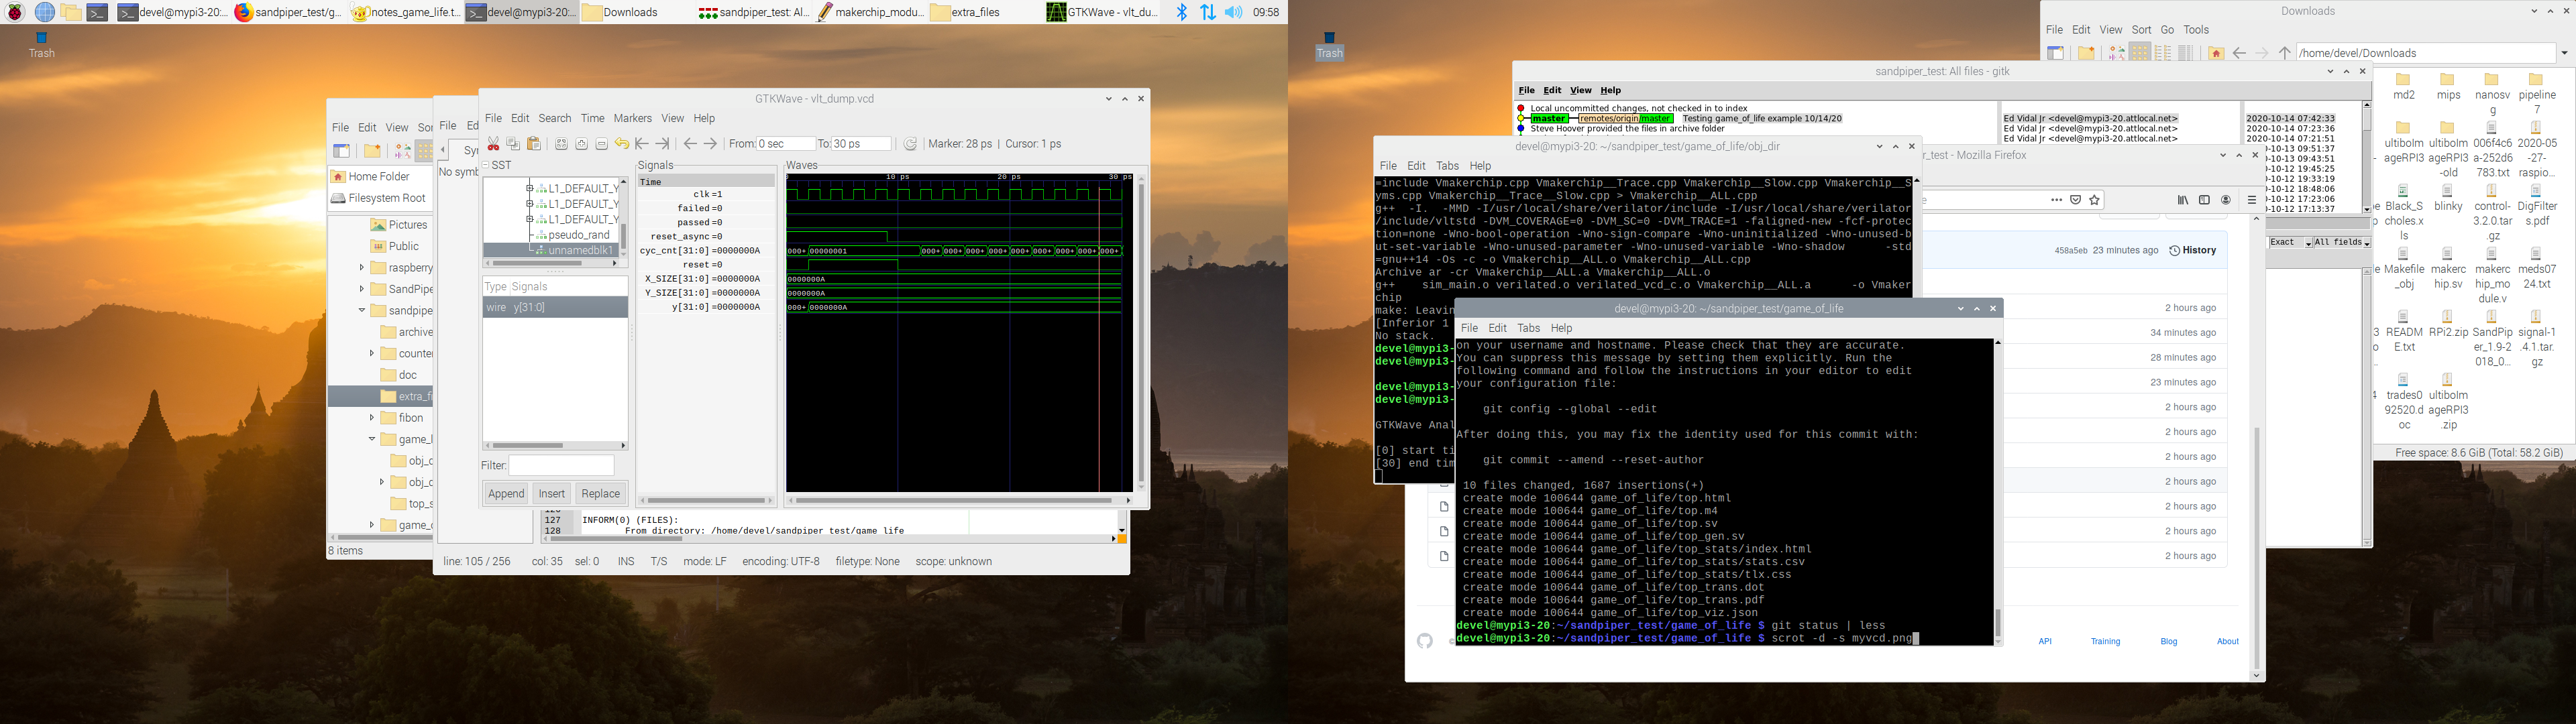 devel@mypi3-20:...
sandpiper_test/g...
notes_game_life.t...
devel@mypi3-20:...
Downloads
sandpiper_test: Al...
makerchip_modu...
extra_files
GTKWave - vlt_du...
09:58
Trash
File Edit View Sor
Home Folder
Filesystem Root
Pictures
Public
raspberry
SandPipe
sandpiper
archive
counte
doc
extra_fi
fibon
game_l
obj_d
obj_d
top_s
game_c
8 items
File Ed
Syr
No symb
GTKWave - vlt_dump.vcd
File Edit Search Time Markers View Help
From: 0 sec To: 30 ps Marker: 28 ps | Cursor: 1 ps
SST
L1_DEFAULT_Y
L1_DEFAULT_Y
L1_DEFAULT_Y
pseudo_rand
unnamedblk1
Type Signals
wire y[31:0]
Filter:
Append Insert Replace
Signals
Time
clk=1
failed=0
passed=0
reset_async=0
cyc_cnt[31:0]=0000000A
reset=0
X_SIZE[31:0]=0000000A
Y_SIZE[31:0]=0000000A
y[31:0]=0000000A
Waves
10 ps 20 ps 30 ps
000+ 00000001 000+ 000+ 000+ 000+ 000+ 000+ 000+ 000+ 000+
0000000A
0000000A
000+ 0000000A
127 INFORM(0) (FILES):
128 From directory: /home/devel/sandpiper_test/game_life
line: 105 / 256 col: 35 sel: 0 INS T/S mode: LF encoding: UTF-8 filetype: None scope: unknown
Trash
Downloads
File Edit View Sort Go Tools
/home/devel/Downloads
md2 mips nanosvg pipeline7
ultiboImageRPI3-old ultiboImageRPI3 006f4c6a-252d6783.txt 2020-05-27-raspio...
Black_Scholes.xls blinky control-3.2.0.tar.gz DigFilters.pdf
Makefile_obj makerchip.sv makerchip_module.v meds0724.txt
README.txt RPi2.zip SandPiper_1.9-2018_0... signal-1.4.1.tar.gz
trades092520.doc ultiboImageRPI3.zip
Free space: 8.6 GiB (Total: 58.2 GiB)
sandpiper_test: All files - gitk
File Edit View Help
Local uncommitted changes, not checked in to index
master remotes/origin/master Testing game_of_life example 10/14/20
Steve Hoover provided the files in archive folder
Ed Vidal Jr <devel@mypi3-20.attlocal.net> 2020-10-14 07:42:33
Ed Vidal Jr <devel@mypi3-20.attlocal.net> 2020-10-14 07:23:36
Ed Vidal Jr <devel@mypi3-20.attlocal.net> 2020-10-14 07:21:51
0-10-13 09:51:37
0-10-13 09:43:51
0-10-12 19:45:25
0-10-12 19:33:19
0-10-12 18:48:06
0-10-12 17:13:37
Exact All fields
r_test - Mozilla Firefox
458a5eb 23 minutes ago History
2 hours ago
34 minutes ago
28 minutes ago
23 minutes ago
2 hours ago
2 hours ago
2 hours ago
2 hours ago
2 hours ago
2 hours ago
2 hours ago
API Training Blog About
devel@mypi3-20: ~/sandpiper_test/game_of_life/obj_dir
File Edit Tabs Help
=include Vmakerchip.cpp Vmakerchip__Trace.cpp Vmakerchip__Slow.cpp Vmakerchip__S
yms.cpp Vmakerchip__Trace__Slow.cpp > Vmakerchip__ALL.cpp
g++ -I. -MMD -I/usr/local/share/verilator/include -I/usr/local/share/verilator
/include/vltstd -DVM_COVERAGE=0 -DVM_SC=0 -DVM_TRACE=1 -faligned-new -fcf-protec
tion=none -Wno-bool-operation -Wno-sign-compare -Wno-uninitialized -Wno-unused-b
ut-set-variable -Wno-unused-parameter -Wno-unused-variable -Wno-shadow -std
=gnu++14 -Os -c -o Vmakerchip__ALL.o Vmakerchip__ALL.cpp
Archive ar -cr Vmakerchip__ALL.a Vmakerchip__ALL.o
g++ sim_main.o verilated.o verilated_vcd_c.o Vmakerchip__ALL.a -o Vmaker
chip
make: Leavin
[Inferior 1
No stack.
devel@mypi3-
devel@mypi3-
devel@mypi3-
devel@mypi3-
GTKWave Anal
[0] start ti
[30] end tim
devel@mypi3-20: ~/sandpiper_test/game_of_life
File Edit Tabs Help
on your username and hostname. Please check that they are accurate.
You can suppress this message by setting them explicitly. Run the
following command and follow the instructions in your editor to edit
your configuration file:
git config --global --edit
After doing this, you may fix the identity used for this commit with:
git commit --amend --reset-author
10 files changed, 1687 insertions(+)
create mode 100644 game_of_life/top.html
create mode 100644 game_of_life/top.m4
create mode 100644 game_of_life/top.sv
create mode 100644 game_of_life/top_gen.sv
create mode 100644 game_of_life/top_stats/index.html
create mode 100644 game_of_life/top_stats/stats.csv
create mode 100644 game_of_life/top_stats/tlx.css
create mode 100644 game_of_life/top_trans.dot
create mode 100644 game_of_life/top_trans.pdf
create mode 100644 game_of_life/top_viz.json
devel@mypi3-20:~/sandpiper_test/game_of_life $ git status | less
devel@mypi3-20:~/sandpiper_test/game_of_life $ scrot -d -s myvcd.png